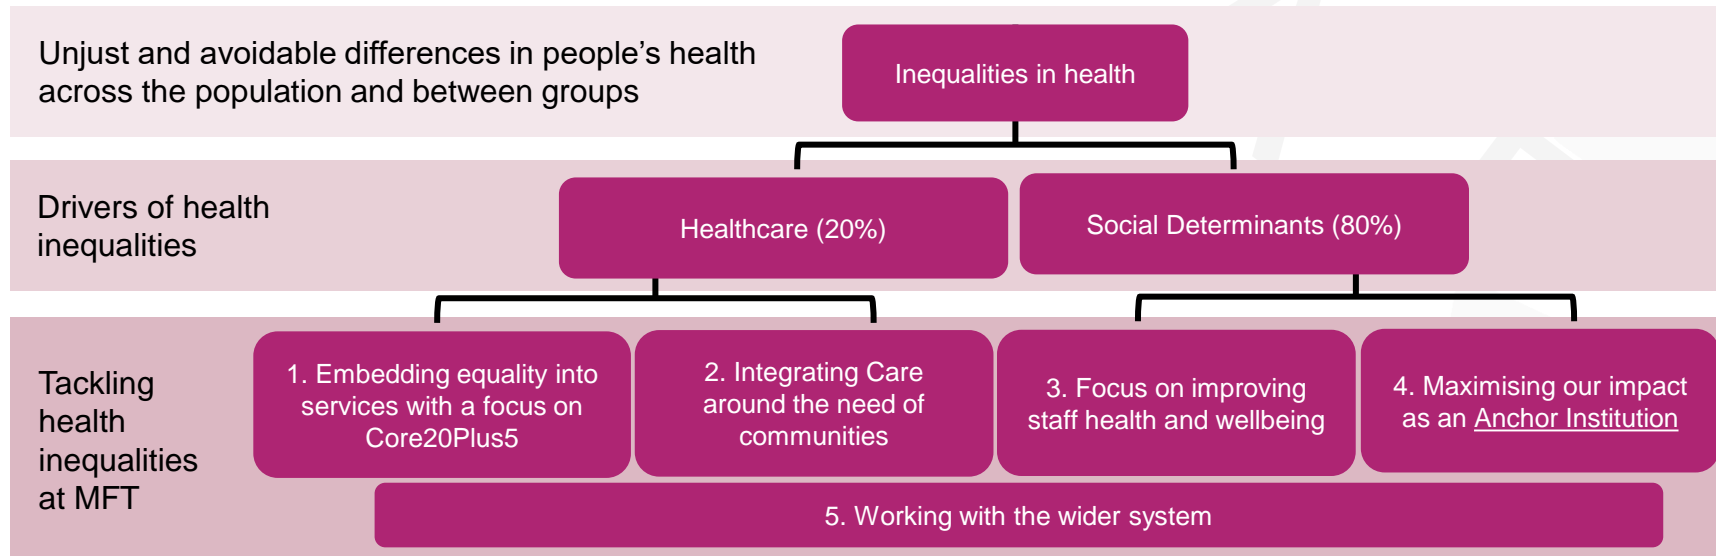 Unjust and avoidable differences in people’s health
across the population and between groups
Inequalities in health
Drivers of health
inequalities
Healthcare (20%)
Social Determinants (80%)
Tackling
health
inequalities
at MFT
1. Embedding equality into
services with a focus on
Core20Plus5
2. Integrating Care
around the need of
communities
3. Focus on improving
staff health and wellbeing
4. Maximising our impact
as an Anchor Institution
5. Working with the wider system